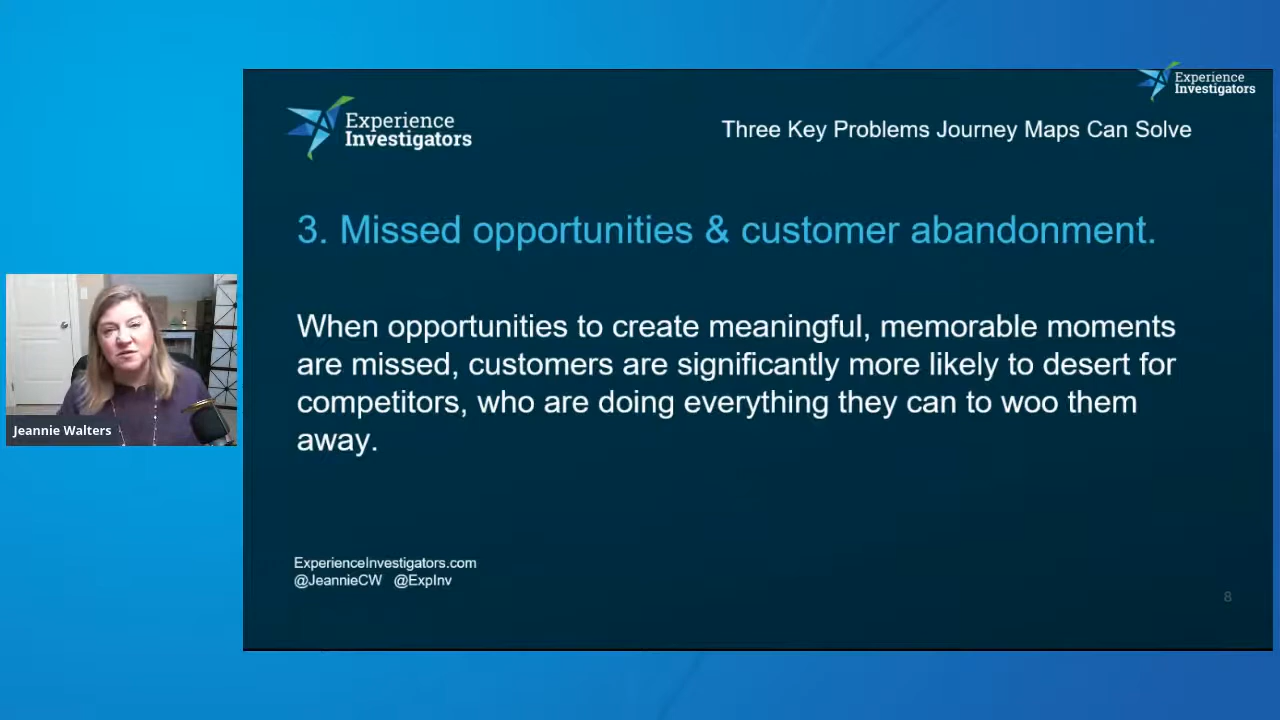 Experience
Investigators
Experience
Investigators
Three Key Problems Journey Maps Can Solve
3. Missed opportunities & customer abandonment.
When opportunities to create meaningful, memorable moments
are missed, customers are significantly more likely to desert for
competitors, who are doing everything they can to woo them
away.
Jeannie Walters
ExperienceInvestigators.com
@JeannieCW @ExpInv
8